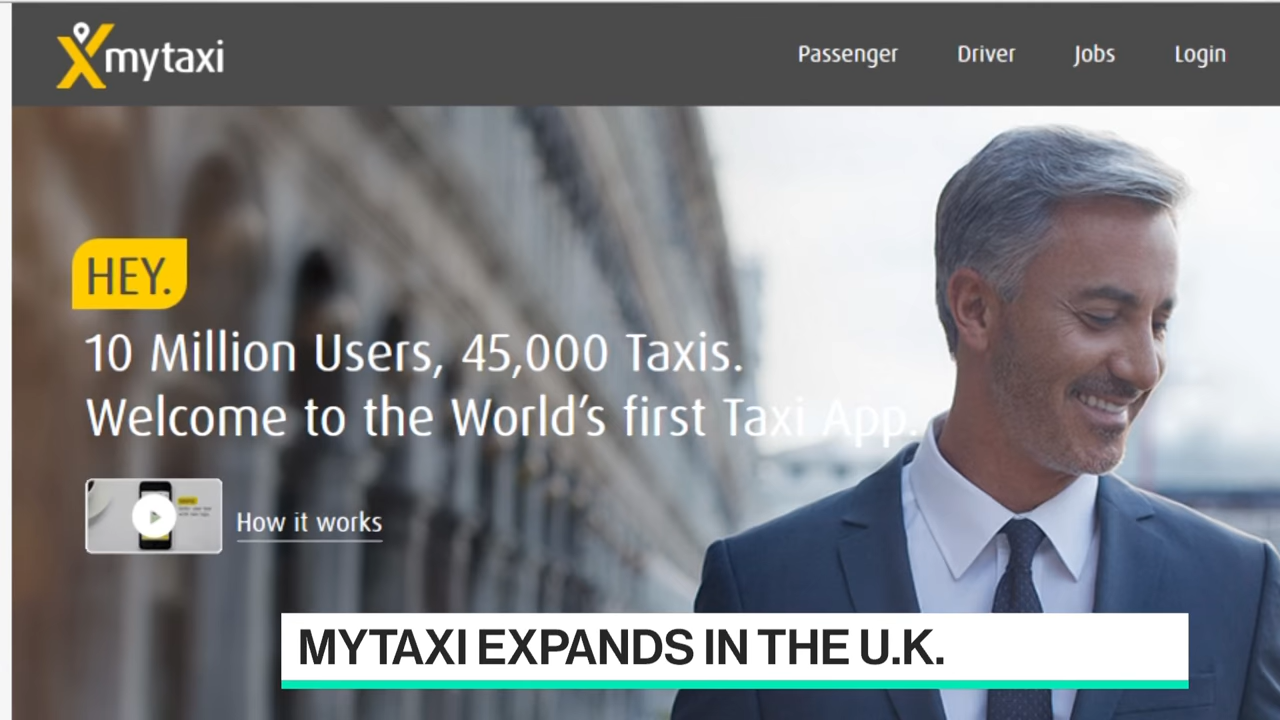 mytaxi
Passenger
Driver
Jobs
Login
HEY.
10 Million Users, 45,000 Taxis.
Welcome to the World’s first Taxi App.
How it works
MYTAXI EXPANDS IN THE U.K.